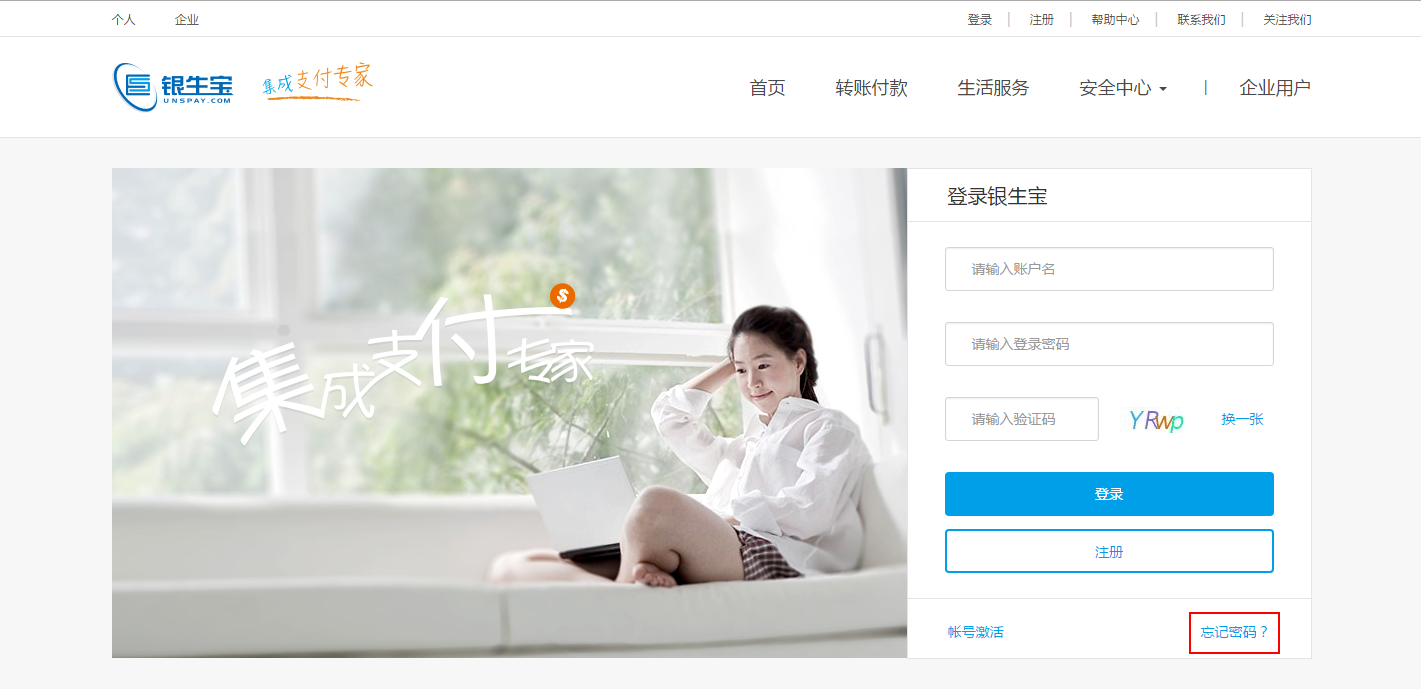 个人 企业 登录 | 注册 | 帮助中心 | 联系我们 | 关注我们
银生宝 集成支付专家
UNSPAY.COM
首页 转账付款 生活服务 安全中心 | 企业用户
集成支付专家
$
登录银生宝
请输入账户名
请输入登录密码
请输入验证码 YRwp 换一张
登录
注册
帐号激活 忘记密码？